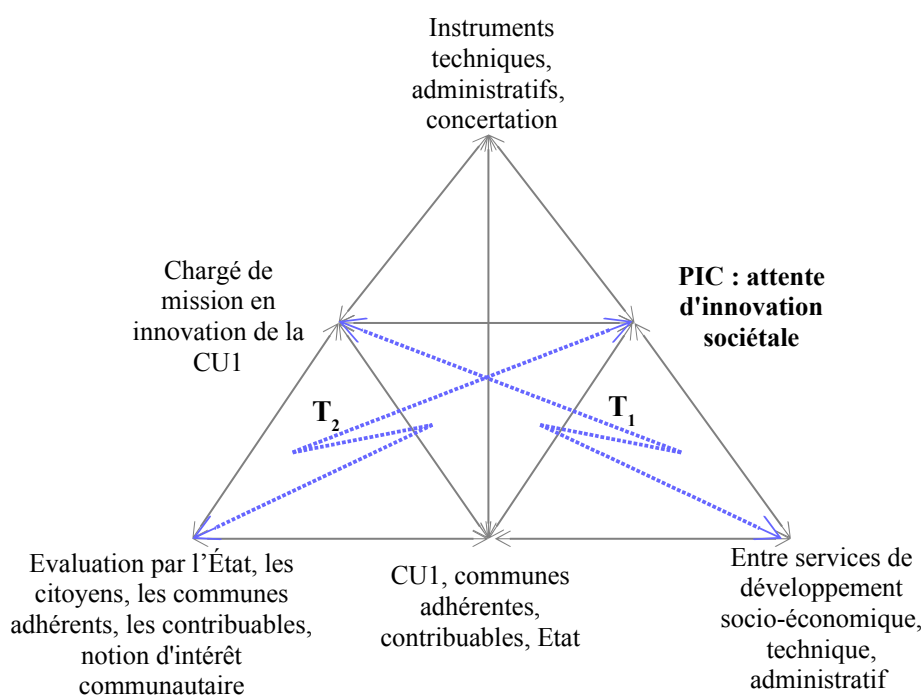 Instruments
techniques,
administratifs,
concertation
Chargé de
mission en
innovation de la
CU1
PIC : attente
d'innovation
sociétale
T2
T1
Evaluation par l'État, les
citoyens, les communes
adhérents, les contribuables,
notion d'intérêt
communautaire
CU1, communes
adhérentes,
contribuables, Etat
Entre services de
développement
socio-économique,
technique,
administratif